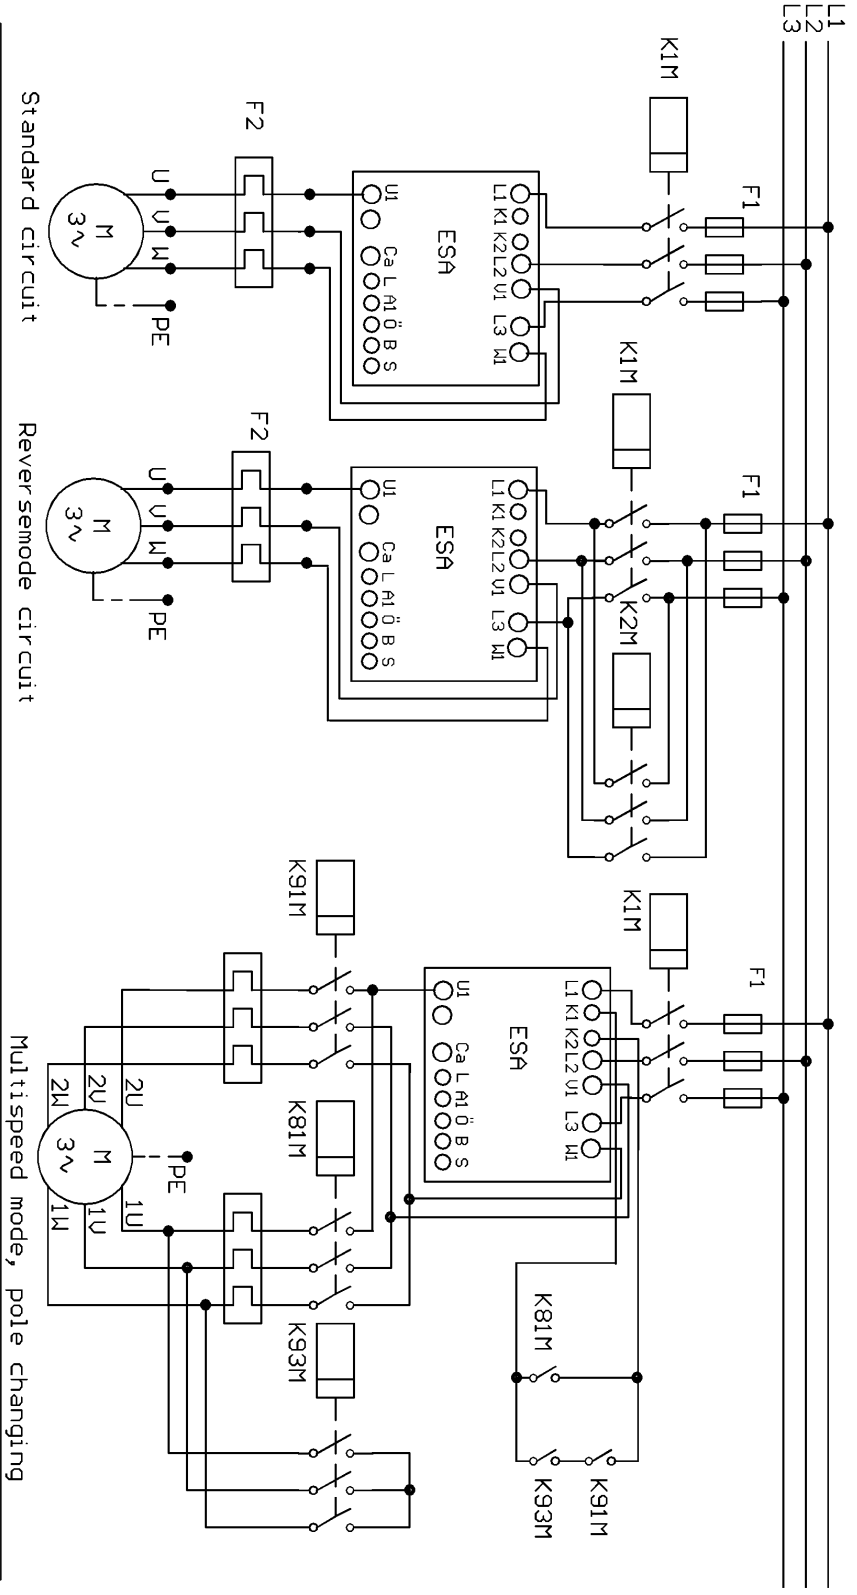 L1
L2
L3
K1M
F1
L1 K1 K2 L2 V1 L3 W1
ESA
U1 Ca L A1 Ö B S
F2
U
V
W
PE
M
3~
Standard circuit
K1M
F1
K2M
L1 K1 K2 L2 V1 L3 W1
ESA
U1 Ca L A1 Ö B S
F2
U
V
W
PE
M
3~
Reversemode circuit
K1M
F1
L1 K1 K2 L2 V1 L3 W1
ESA
U1 Ca L A1 Ö B S
K81M
K91M
K93M
K91M
K81M
K93M
2U
2V
2W
PE
M
3~
1U
1V
1W
Multispeed mode, pole changing